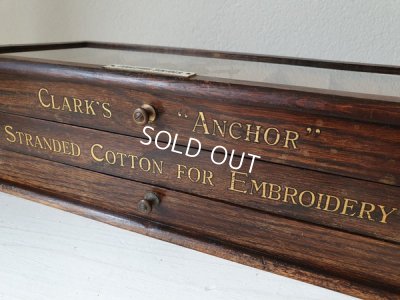 CLARK'S "ANCHOR"
STRANDED COTTON FOR EMBROIDERY
SOLD OUT